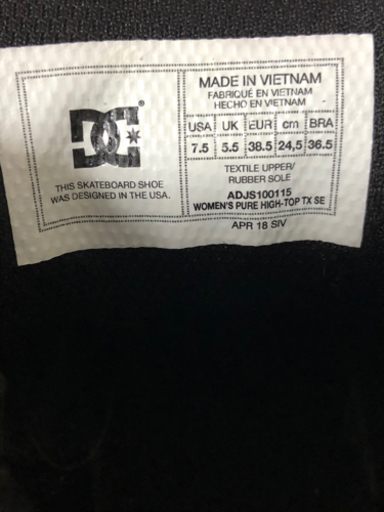 DC®
THIS SKATEBOARD SHOE
WAS DESIGNED IN THE USA.
MADE IN VIETNAM
FABRIQUÉ EN VIETNAM
HECHO EN VIETNAM
USA UK EUR cm BRA
7.5 5.5 38.5 24,5 36.5
TEXTILE UPPER/
RUBBER SOLE
ADJS100115
WOMEN'S PURE HIGH-TOP TX SE
APR 18 SIV